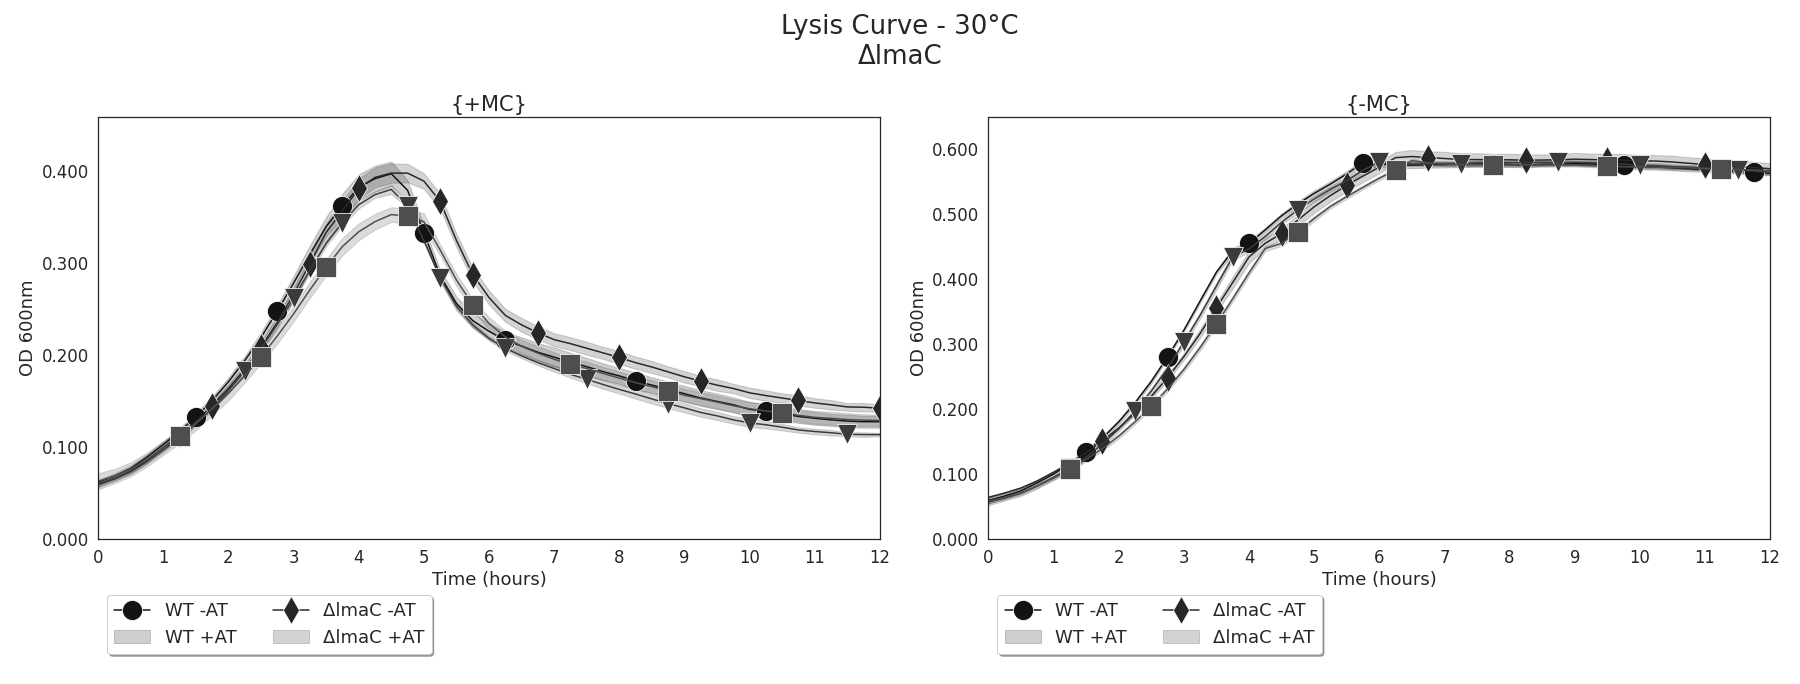 Lysis Curve - 30°C
ΔlmaC
{+MC}
OD 600nm
0.400
0.300
0.200
0.100
0.000
0 1 2 3 4 5 6 7 8 9 10 11 12
Time (hours)
WT -AT
ΔlmaC -AT
WT +AT
ΔlmaC +AT
{-MC}
OD 600nm
0.600
0.500
0.400
0.300
0.200
0.100
0.000
0 1 2 3 4 5 6 7 8 9 10 11 12
Time (hours)
WT -AT
ΔlmaC -AT
WT +AT
ΔlmaC +AT